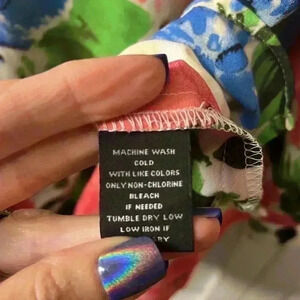 MACHINE WASH
COLD
WITH LIKE COLORS
ONLY NON-CHLORINE
BLEACH
IF NEEDED
TUMBLE DRY LOW
LOW IRON IF